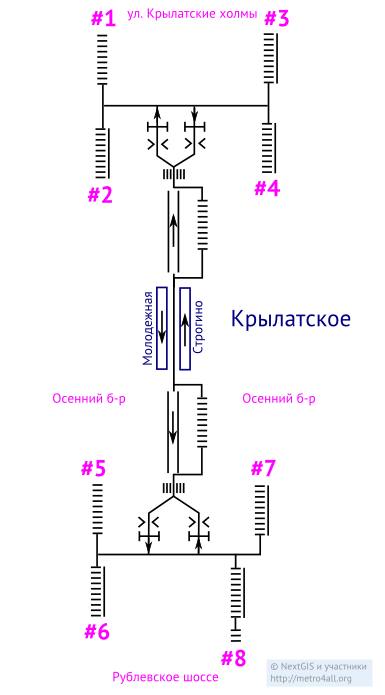 #1 ул. Крылатские холмы #3
#2 #4
Молодежная
Строгино
Крылатское
Осенний б-р Осенний б-р
#5 #7
#6
#8
Рублевское шоссе
© NextGIS и участники
http://metro4all.org